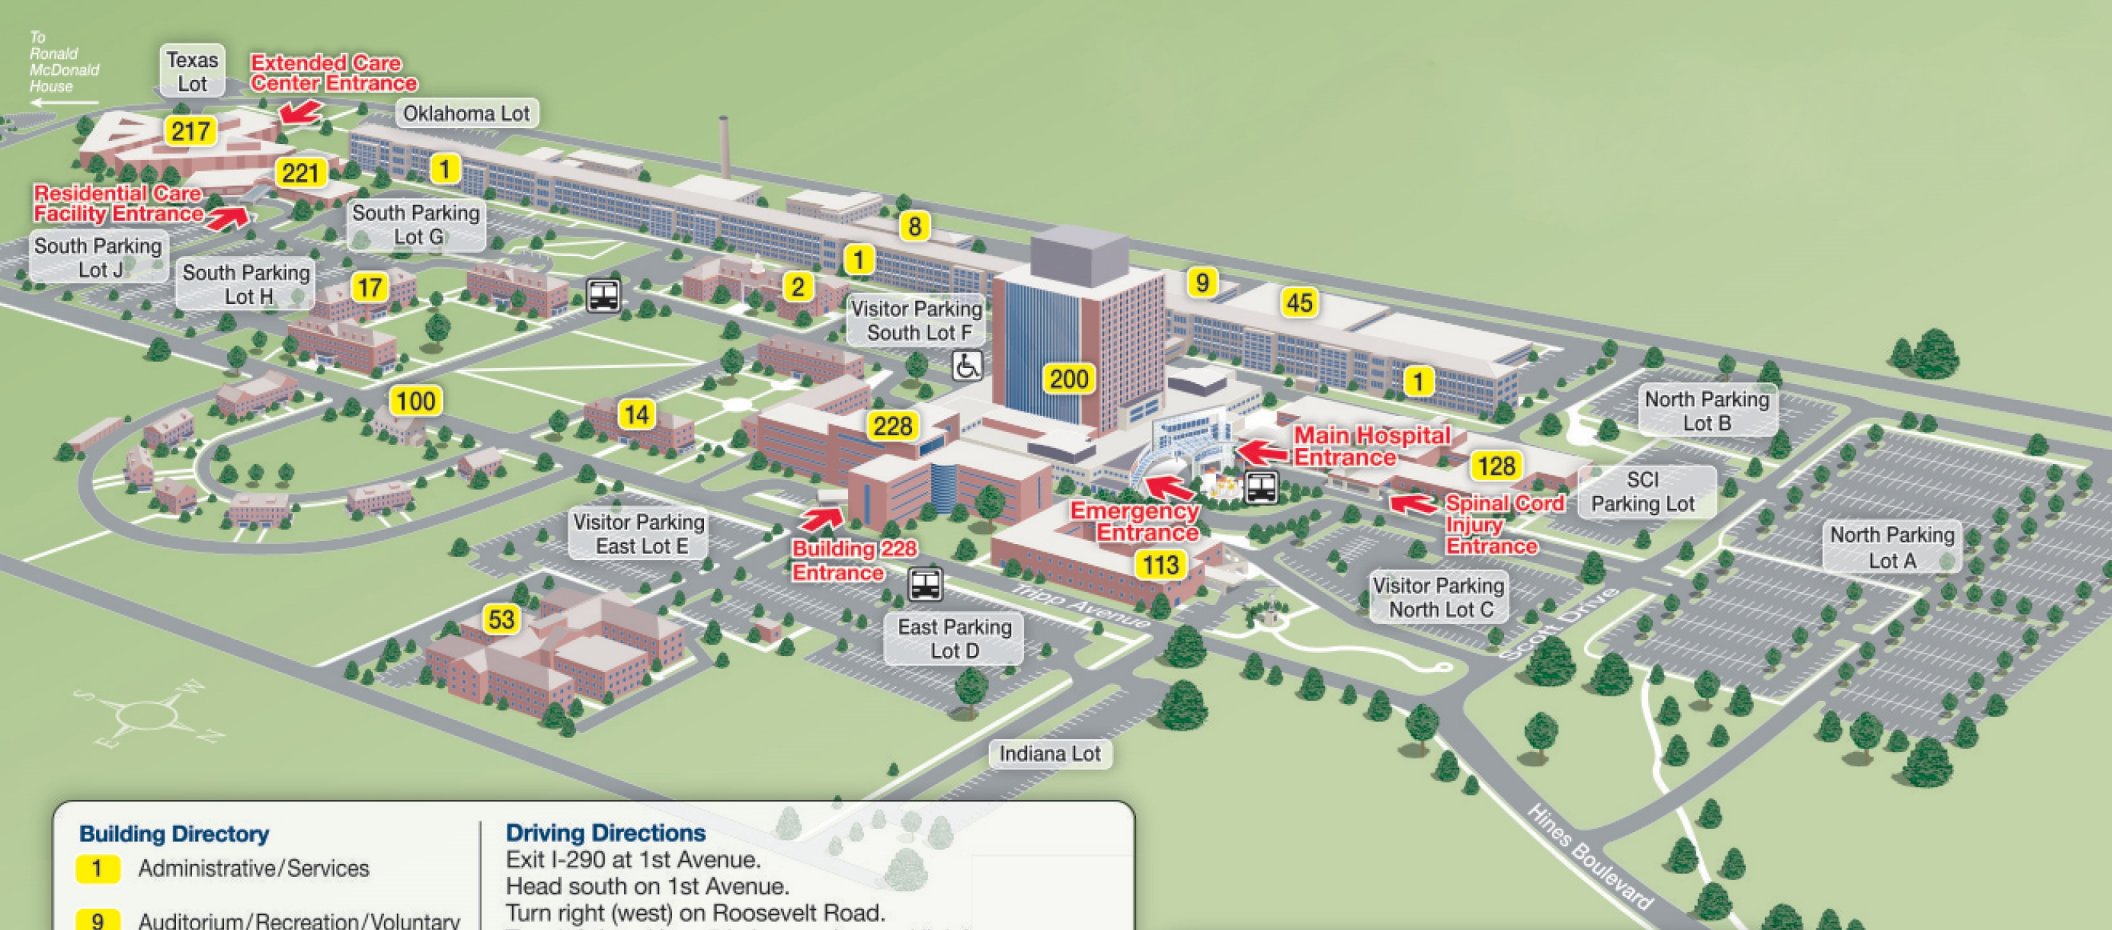 To
Ronald
McDonald
House
Texas
Lot
Extended Care
Center Entrance
Oklahoma Lot
217
221
1
Residential Care
Facility Entrance
South Parking
Lot G
South Parking
Lot J
South Parking
Lot H
17
8
1
2
Visitor Parking
South Lot F
9
45
200
1
100
14
228
North Parking
Lot B
Main Hospital
Entrance
128
SCI
Parking Lot
Spinal Cord
Injury
Entrance
Emergency
Entrance
Visitor Parking
East Lot E
Building 228
Entrance
113
North Parking
Lot A
Visitor Parking
North Lot C
Tripp Avenue
Scott Drive
53
East Parking
Lot D
S
W
E
N
Indiana Lot
Hines Boulevard
Building Directory
1 Administrative/Services
9 Auditorium/Recreation/Voluntary
Driving Directions
Exit I-290 at 1st Avenue.
Head south on 1st Avenue.
Turn right (west) on Roosevelt Road.